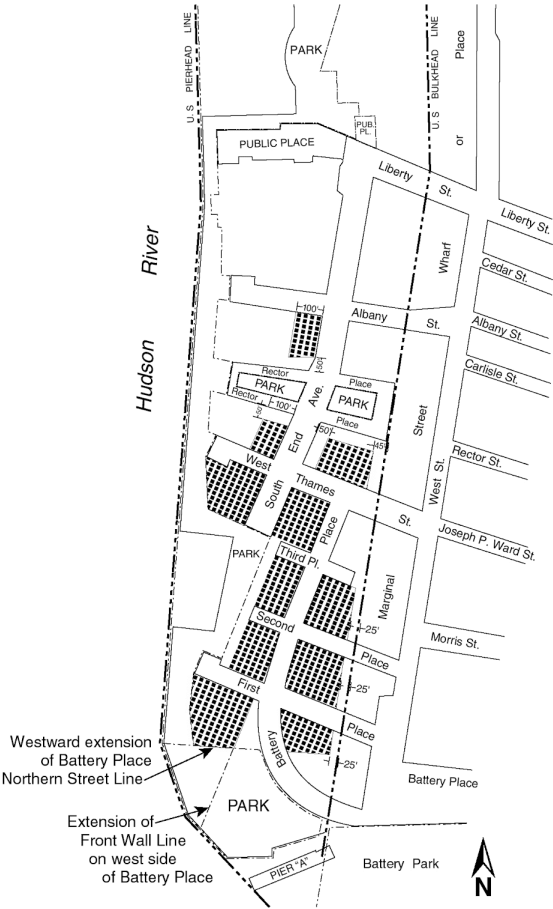 U.S PIERHEAD LINE
PARK
U.S BULKHEAD LINE
Place
or
PUB.
PL.
PUBLIC PLACE
Liberty
St.
Liberty St.
Wharf
Cedar St.
Hudson River
100'
Albany
St.
Albany St.
50'
Carlisle St.
Rector
Place
PARK
Ave.
PARK
Rector
100'
50'
Place
Street
50'
45'
End
West
Rector St.
West St.
South
Thames
St.
Joseph P. Ward St.
Place
PARK
Third Pl.
Marginal
Second
25'
Morris St.
Place
First
25'
Place
Battery
Westward extension
of Battery Place
Northern Street Line
25'
Battery Place
PARK
Extension of
Front Wall Line
on west side
of Battery Place
PIER "A"
Battery Park
N